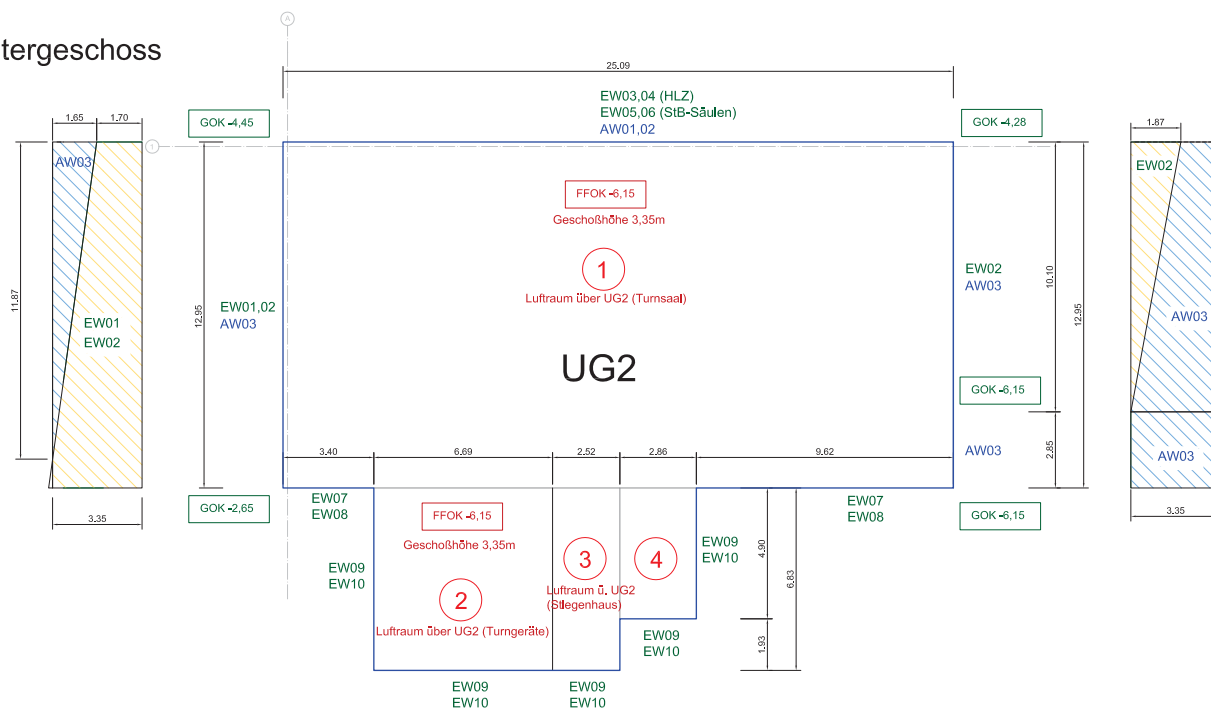 A
tergeschoss
25.09
EW03,04 (HLZ)
EW05,06 (StB-Säulen)
AW01,02
1.65
1.70
GOK -4,45
GOK -4,28
1.87
1
AW03
EW02
FFOK -6,15
Geschoßhöhe 3,35m
1
Luftraum über UG2 (Turnsaal)
11.87
12.95
EW01,02
AW03
EW01
EW02
EW02
AW03
10.10
12.95
AW03
UG2
GOK -6,15
3.40
6.69
2.52
2.86
9.62
AW03
2.85
AW03
GOK -2,65
EW07
EW08
FFOK -6,15
Geschoßhöhe 3,35m
EW07
EW08
GOK -6,15
3.35
3.35
EW09
EW10
3
4
EW09
EW10
4.90
6.83
2
Luftraum ü. UG2
(Stiegenhaus)
Luftraum über UG2 (Turngeräte)
EW09
EW10
1.93
EW09
EW10
EW09
EW10